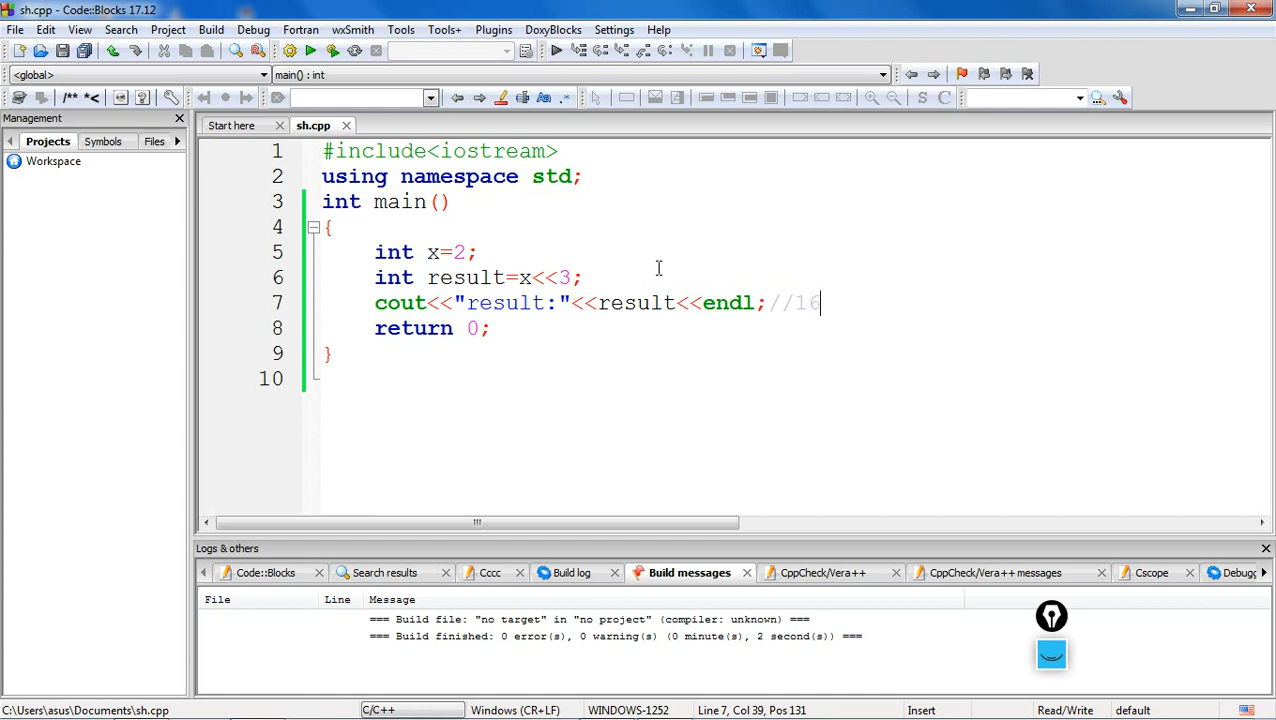 sh.cpp - Code::Blocks 17.12
File Edit View Search Project Build Debug Fortran wxSmith Tools Tools+ Plugins DoxyBlocks Settings Help
<global> main() : int
/** *<
S C
Management
Projects Symbols Files
Workspace
Start here sh.cpp
1 #include<iostream>
2 using namespace std;
3 int main()
4 {
5 int x=2;
6 int result=x<<3;
7 cout<<"result:"<<result<<endl;//16
8 return 0;
9 }
10
Logs & others
Code::Blocks Search results Cccc Build log Build messages CppCheck/Vera++ CppCheck/Vera++ messages Cscope Debugg
File Line Message
=== Build file: "no target" in "no project" (compiler: unknown) ===
=== Build finished: 0 error(s), 0 warning(s) (0 minute(s), 2 second(s)) ===
C:\Users\asus\Documents\sh.cpp C/C++ Windows (CR+LF) WINDOWS-1252 Line 7, Col 39, Pos 131 Insert Read/Write default